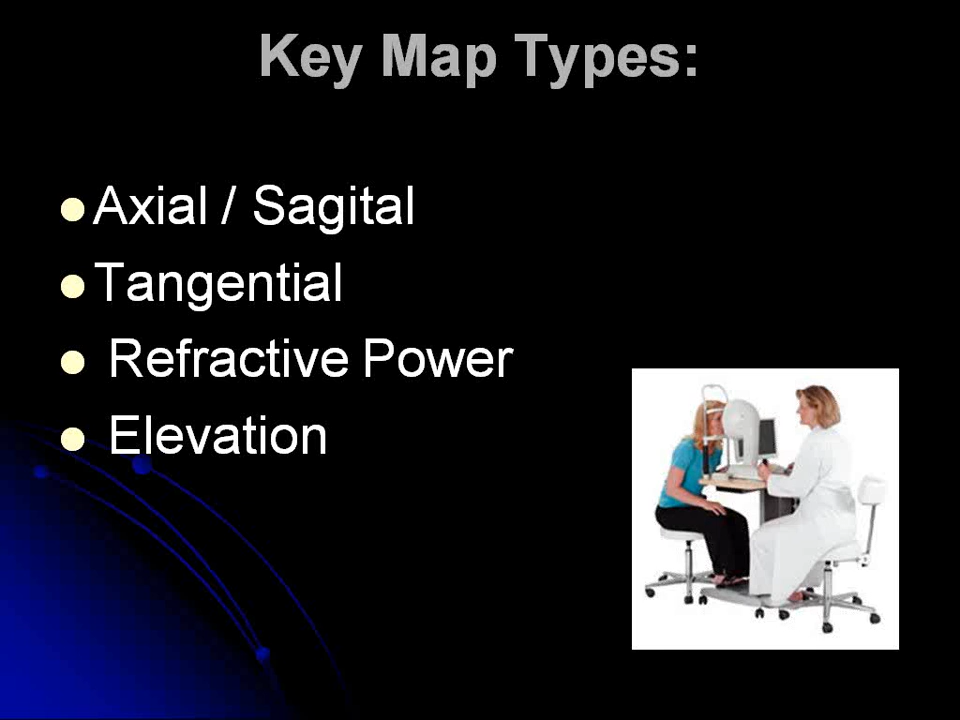 Key Map Types:
Axial / Sagital
Tangential
Refractive Power
Elevation